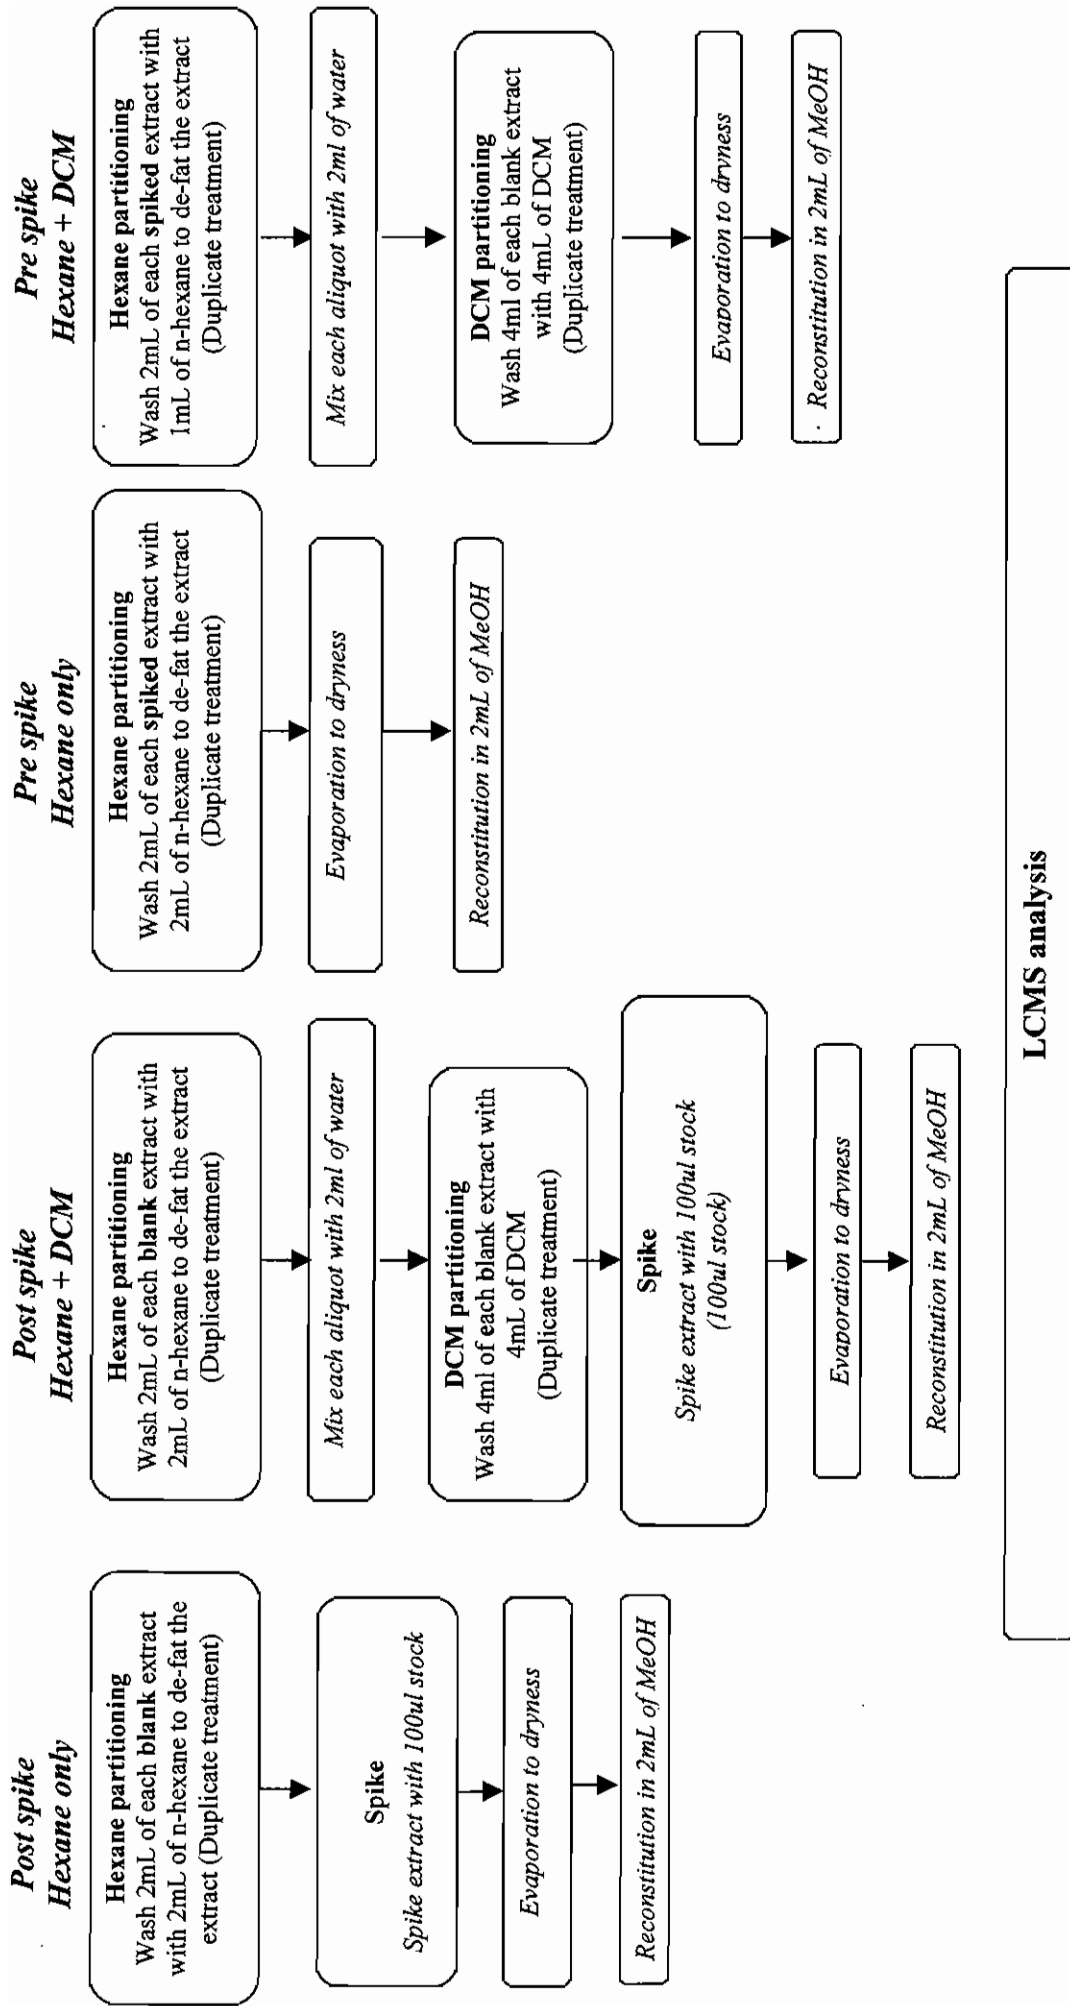 Post spike
Hexane only
Hexane partitioning
Wash 2mL of each blank extract
with 2mL of n-hexane to de-fat the
extract (Duplicate treatment)
Spike
Spike extract with 100ul stock
Evaporation to dryness
Reconstitution in 2mL of MeOH
Post spike
Hexane + DCM
Hexane partitioning
Wash 2mL of each blank extract with
2mL of n-hexane to de-fat the extract
(Duplicate treatment)
Mix each aliquot with 2ml of water
DCM partitioning
Wash 4ml of each blank extract with
4mL of DCM
(Duplicate treatment)
Spike
Spike extract with 100ul stock
(100ul stock)
Evaporation to dryness
Reconstitution in 2mL of MeOH
Pre spike
Hexane only
Hexane partitioning
Wash 2mL of each spiked extract with
2mL of n-hexane to de-fat the extract
(Duplicate treatment)
Evaporation to dryness
Reconstitution in 2mL of MeOH
Pre spike
Hexane + DCM
Hexane partitioning
Wash 2mL of each spiked extract with
1mL of n-hexane to de-fat the extract
(Duplicate treatment)
Mix each aliquot with 2ml of water
DCM partitioning
Wash 4ml of each blank extract
with 4mL of DCM
(Duplicate treatment)
Evaporation to dryness
Reconstitution in 2mL of MeOH
LCMS analysis